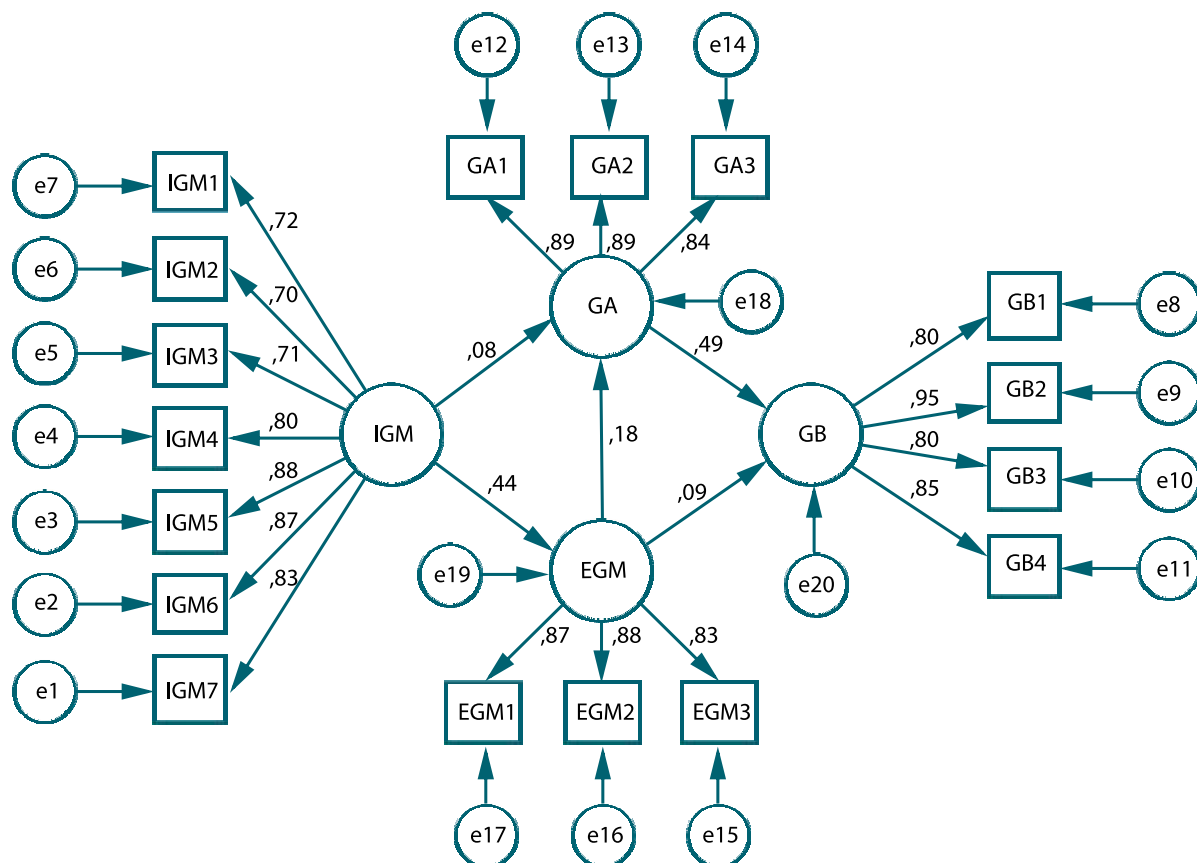 e12
e13
e14
GA1
GA2
GA3
e7
IGM1
,72
,89
,89
,84
e6
IGM2
,70
GA
e18
GB1
e8
e5
IGM3
,71
,08
,49
,80
GB2
e9
e4
IGM4
,80
IGM
,18
GB
,95
,80
GB3
e10
e3
IGM5
,88
,44
,09
,85
e2
IGM6
,87
,83
e19
EGM
e20
GB4
e11
e1
IGM7
,87
,88
,83
EGM1
EGM2
EGM3
e17
e16
e15